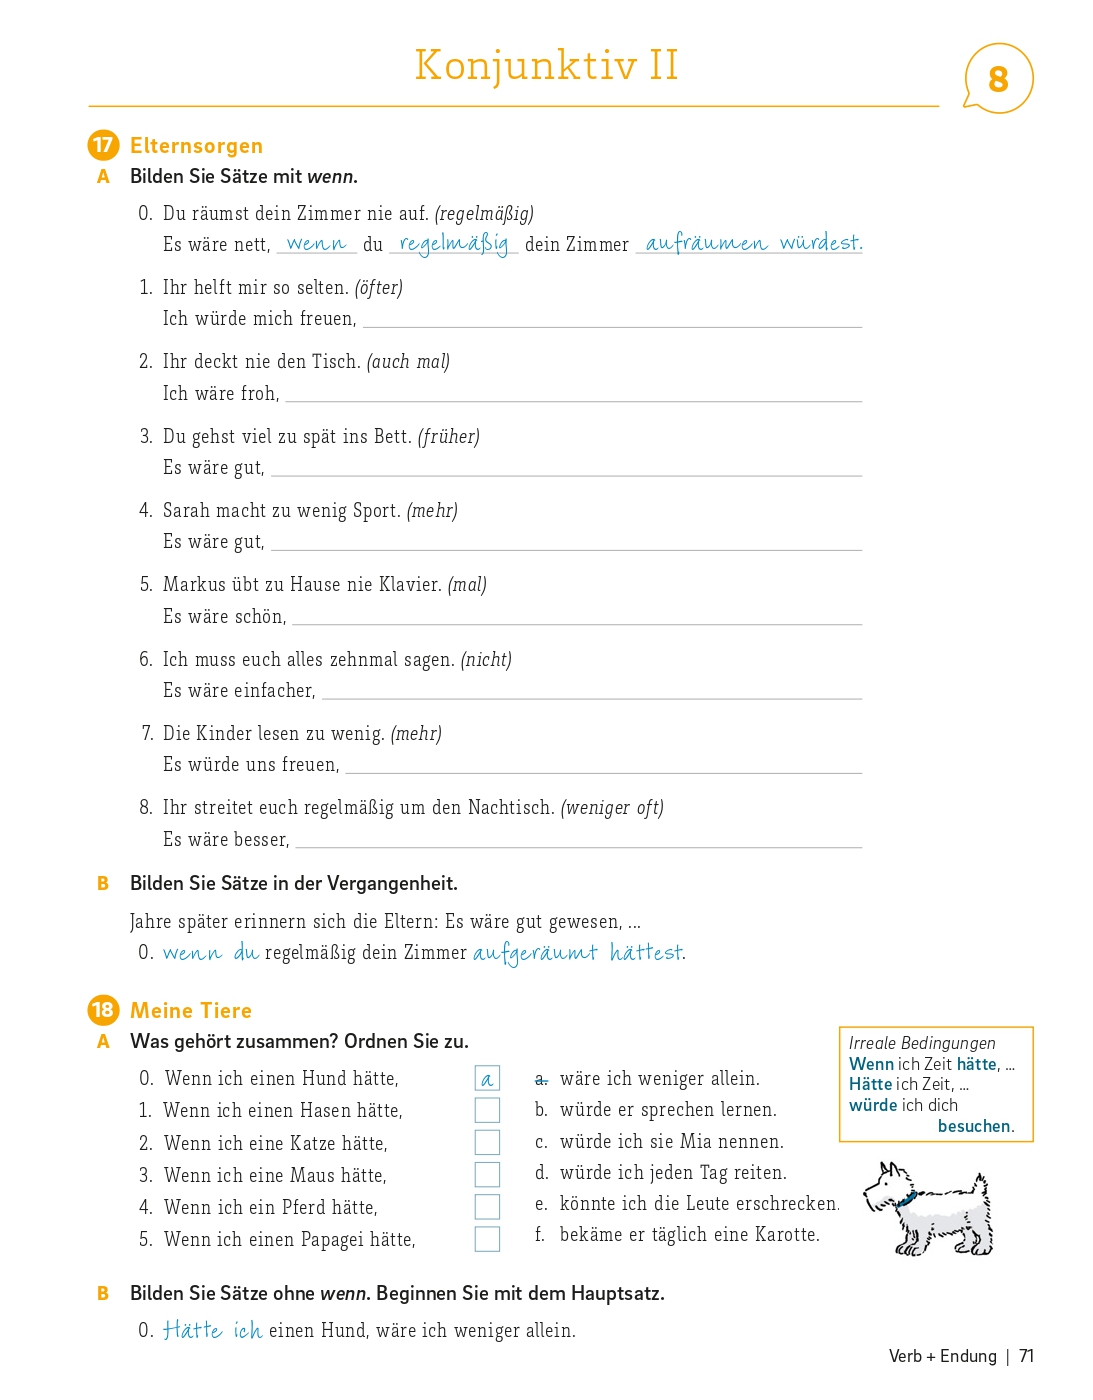 Konjunktiv II
8
17 Elternsorgen
A Bilden Sie Sätze mit wenn.
0. Du räumst dein Zimmer nie auf. (regelmäßig)
Es wäre nett, wenn du regelmäßig dein Zimmer aufräumen würdest.
1. Ihr helft mir so selten. (öfter)
Ich würde mich freuen,
2. Ihr deckt nie den Tisch. (auch mal)
Ich wäre froh,
3. Du gehst viel zu spät ins Bett. (früher)
Es wäre gut,
4. Sarah macht zu wenig Sport. (mehr)
Es wäre gut,
5. Markus übt zu Hause nie Klavier. (mal)
Es wäre schön,
6. Ich muss euch alles zehnmal sagen. (nicht)
Es wäre einfacher,
7. Die Kinder lesen zu wenig. (mehr)
Es würde uns freuen,
8. Ihr streitet euch regelmäßig um den Nachtisch. (weniger oft)
Es wäre besser,
B Bilden Sie Sätze in der Vergangenheit.
Jahre später erinnern sich die Eltern: Es wäre gut gewesen, ...
0. wenn du regelmäßig dein Zimmer aufgeräumt hättest.
18 Meine Tiere
A Was gehört zusammen? Ordnen Sie zu.
0. Wenn ich einen Hund hätte, a
1. Wenn ich einen Hasen hätte,
2. Wenn ich eine Katze hätte,
3. Wenn ich eine Maus hätte,
4. Wenn ich ein Pferd hätte,
5. Wenn ich einen Papagei hätte,
a. wäre ich weniger allein.
b. würde er sprechen lernen.
c. würde ich sie Mia nennen.
d. würde ich jeden Tag reiten.
e. könnte ich die Leute erschrecken.
f. bekäme er täglich eine Karotte.
Irreale Bedingungen
Wenn ich Zeit hätte, ...
Hätte ich Zeit, ...
würde ich dich
besuchen.
B Bilden Sie Sätze ohne wenn. Beginnen Sie mit dem Hauptsatz.
0. Hätte ich einen Hund, wäre ich weniger allein.
Verb + Endung | 71